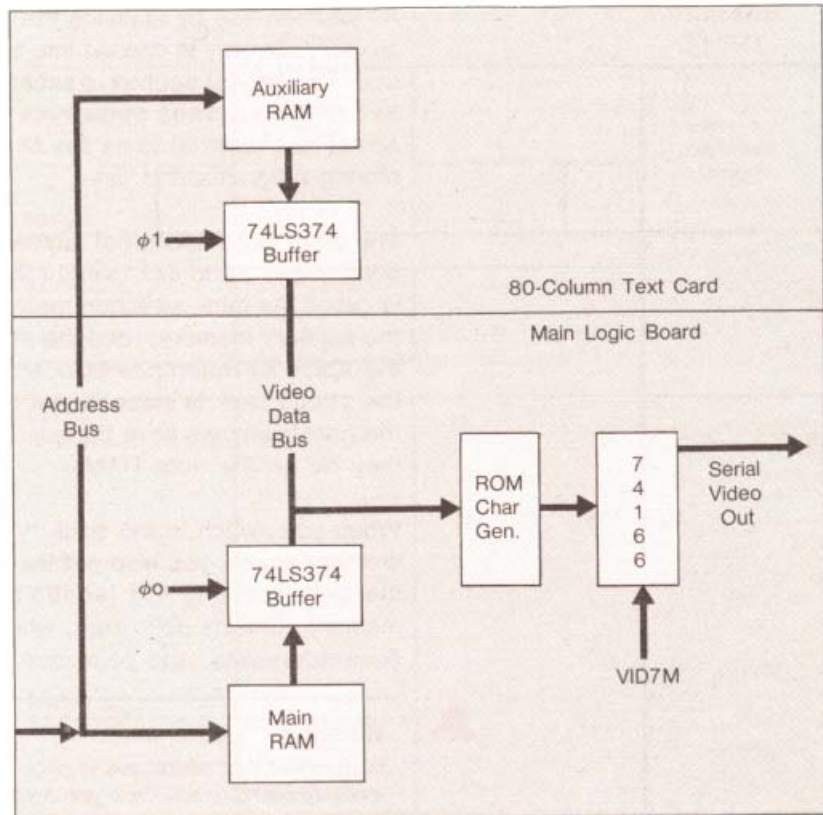 Auxiliary
RAM
74LS374
Buffer
φ1
80-Column Text Card
Main Logic Board
Address
Bus
Video
Data
Bus
ROM
Char
Gen.
7
4
1
6
6
Serial
Video
Out
74LS374
Buffer
φo
VID7M
Main
RAM